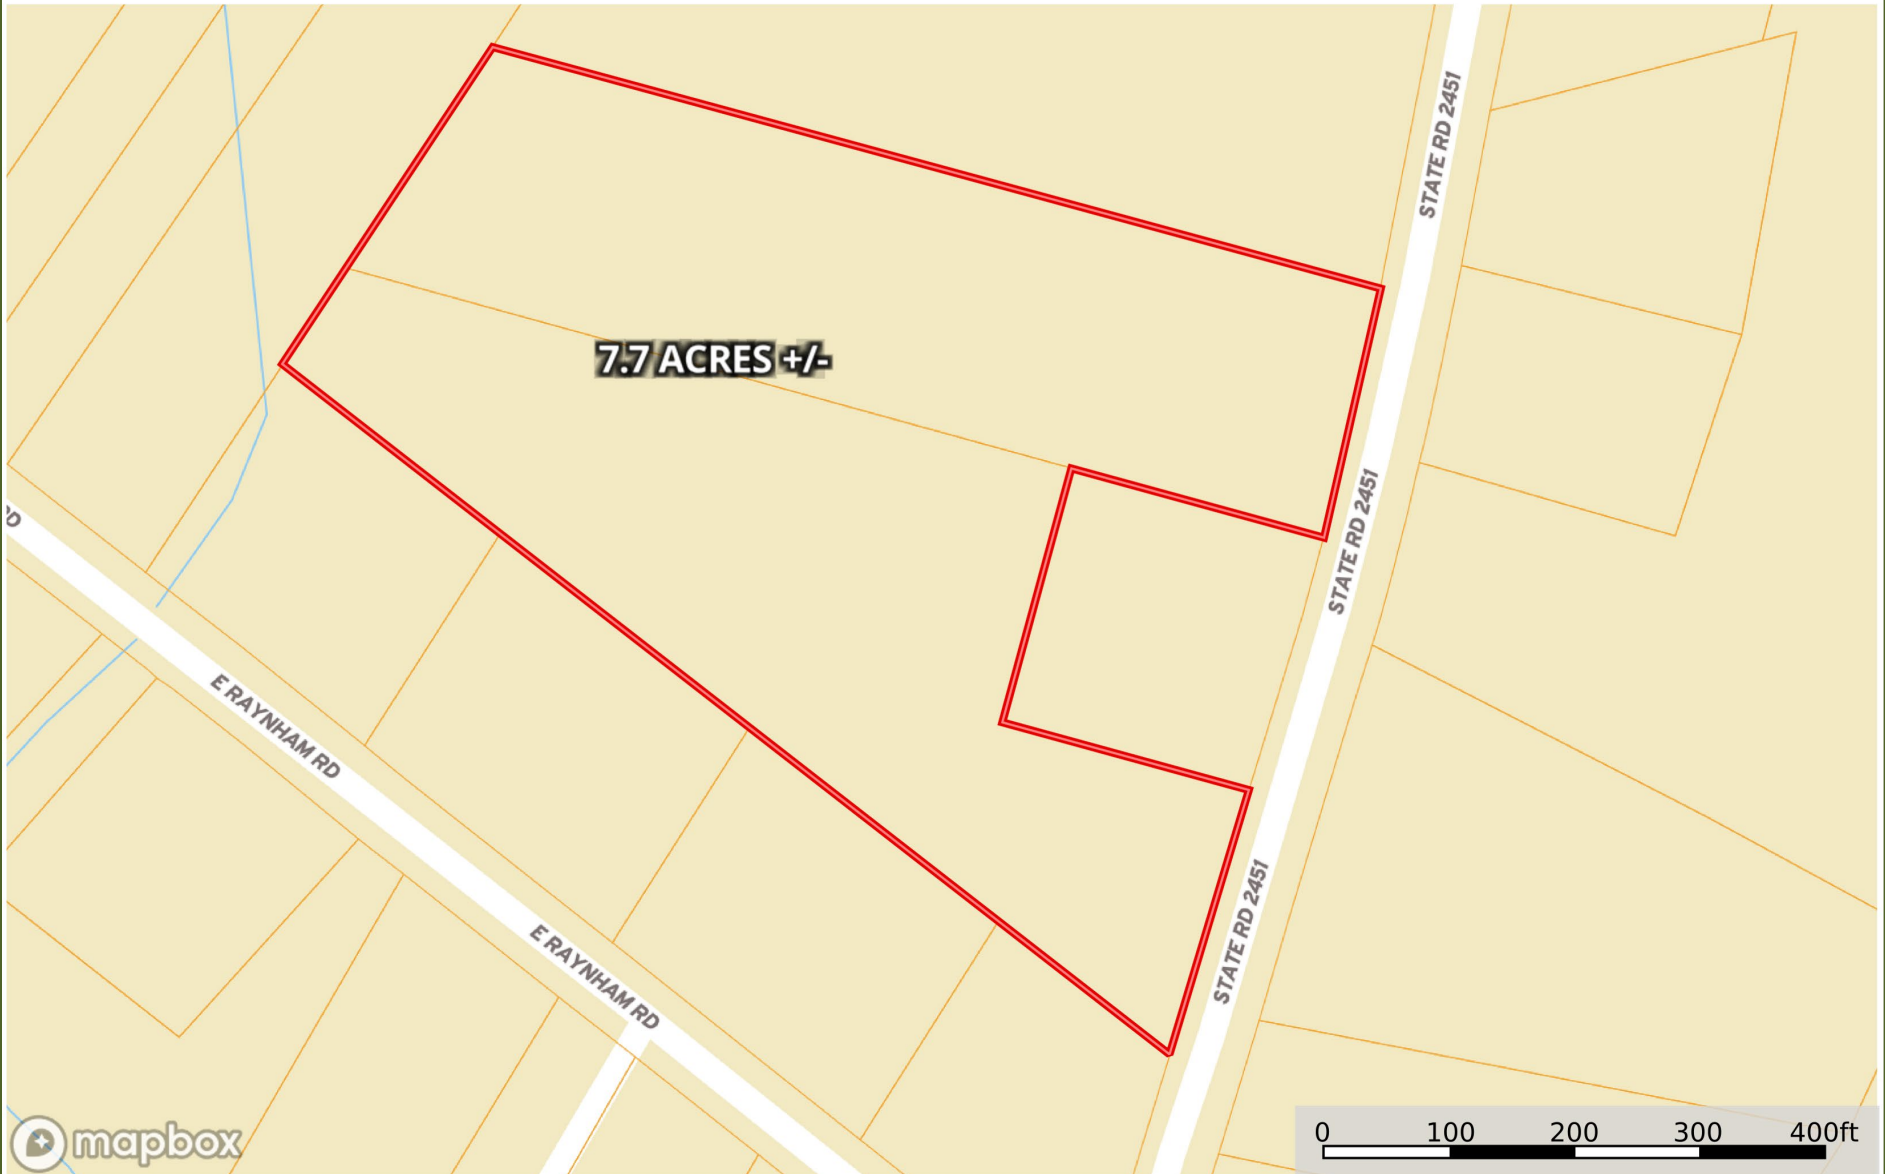 STATE RD 2451
7.7 ACRES +/-
STATE RD 2451
RD
E RAYNHAM RD
STATE RD 2451
E RAYNHAM RD
mapbox
0 100 200 300 400ft